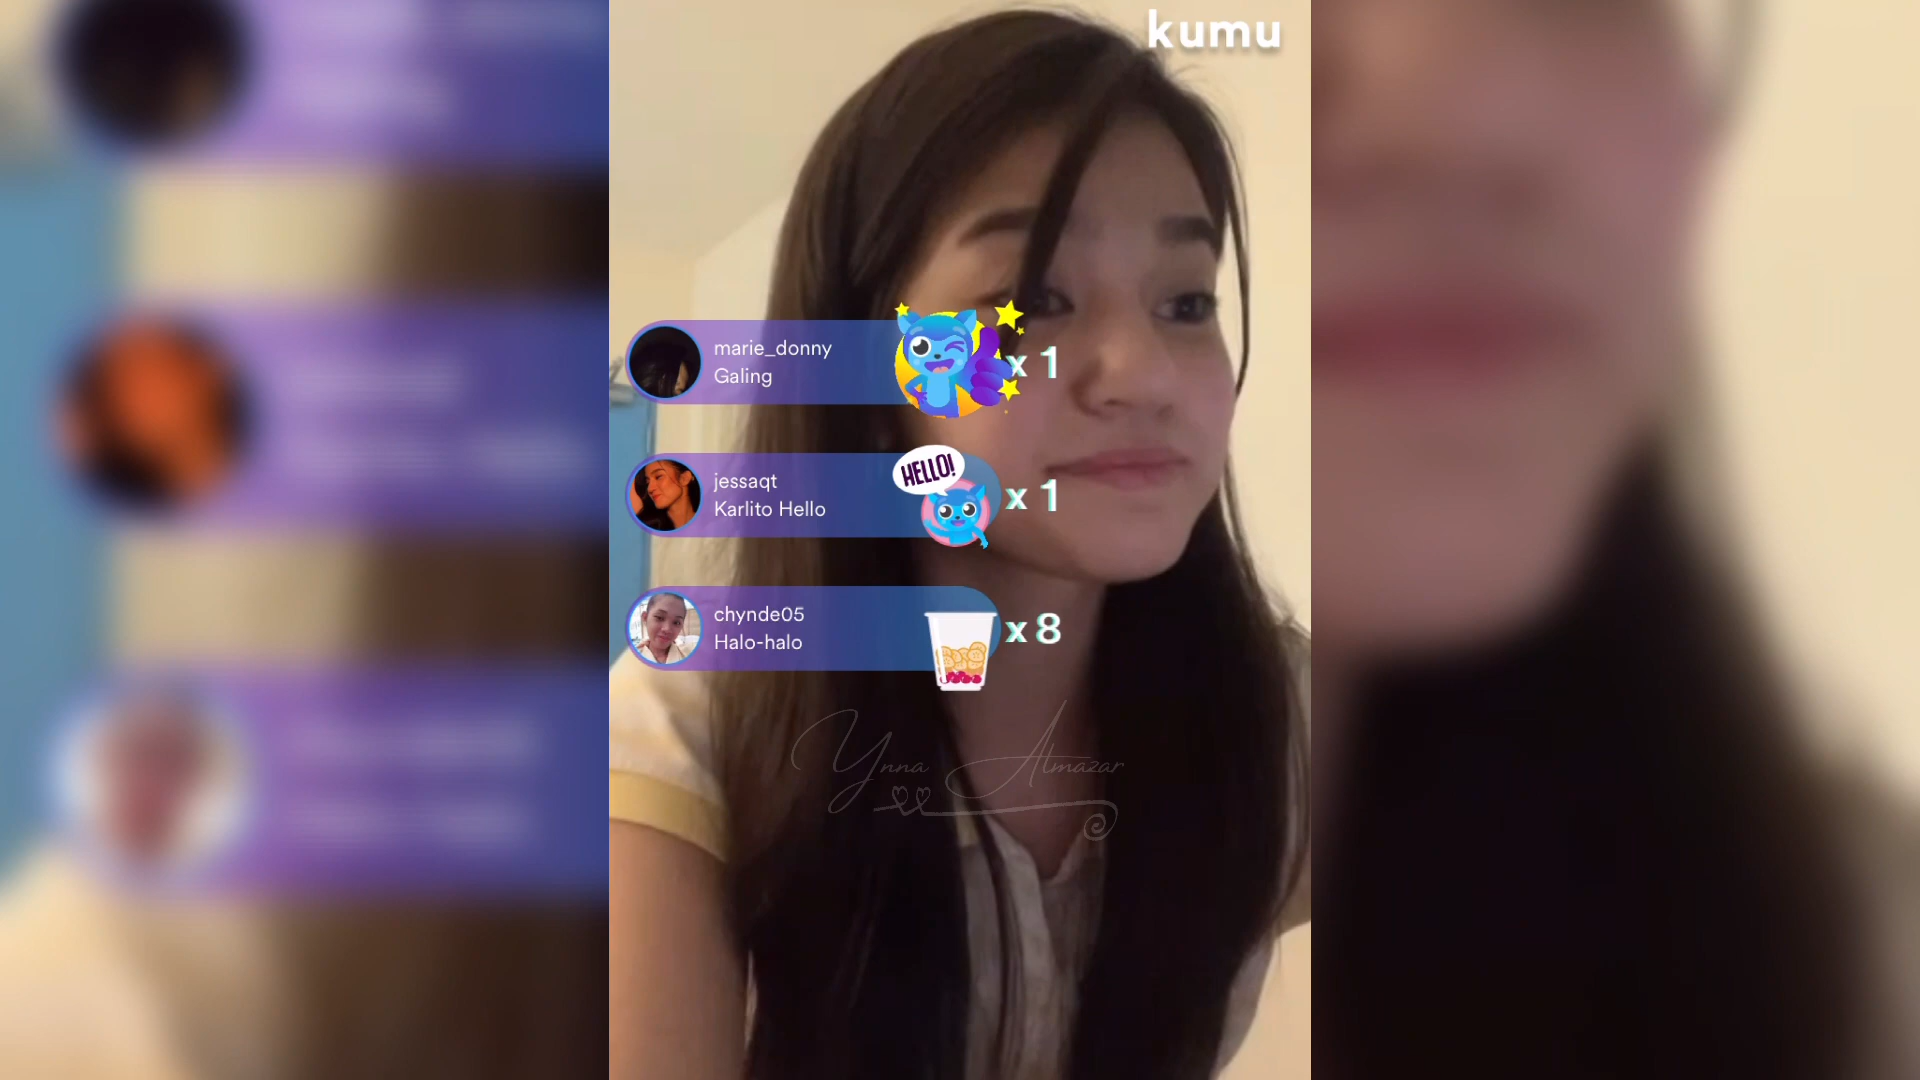 kumu
marie_donny
Galing
x 1
HELLO!
jessaqt
Karlito Hello
x 1
chynde05
Halo-halo
x 8
Ynna Almazar